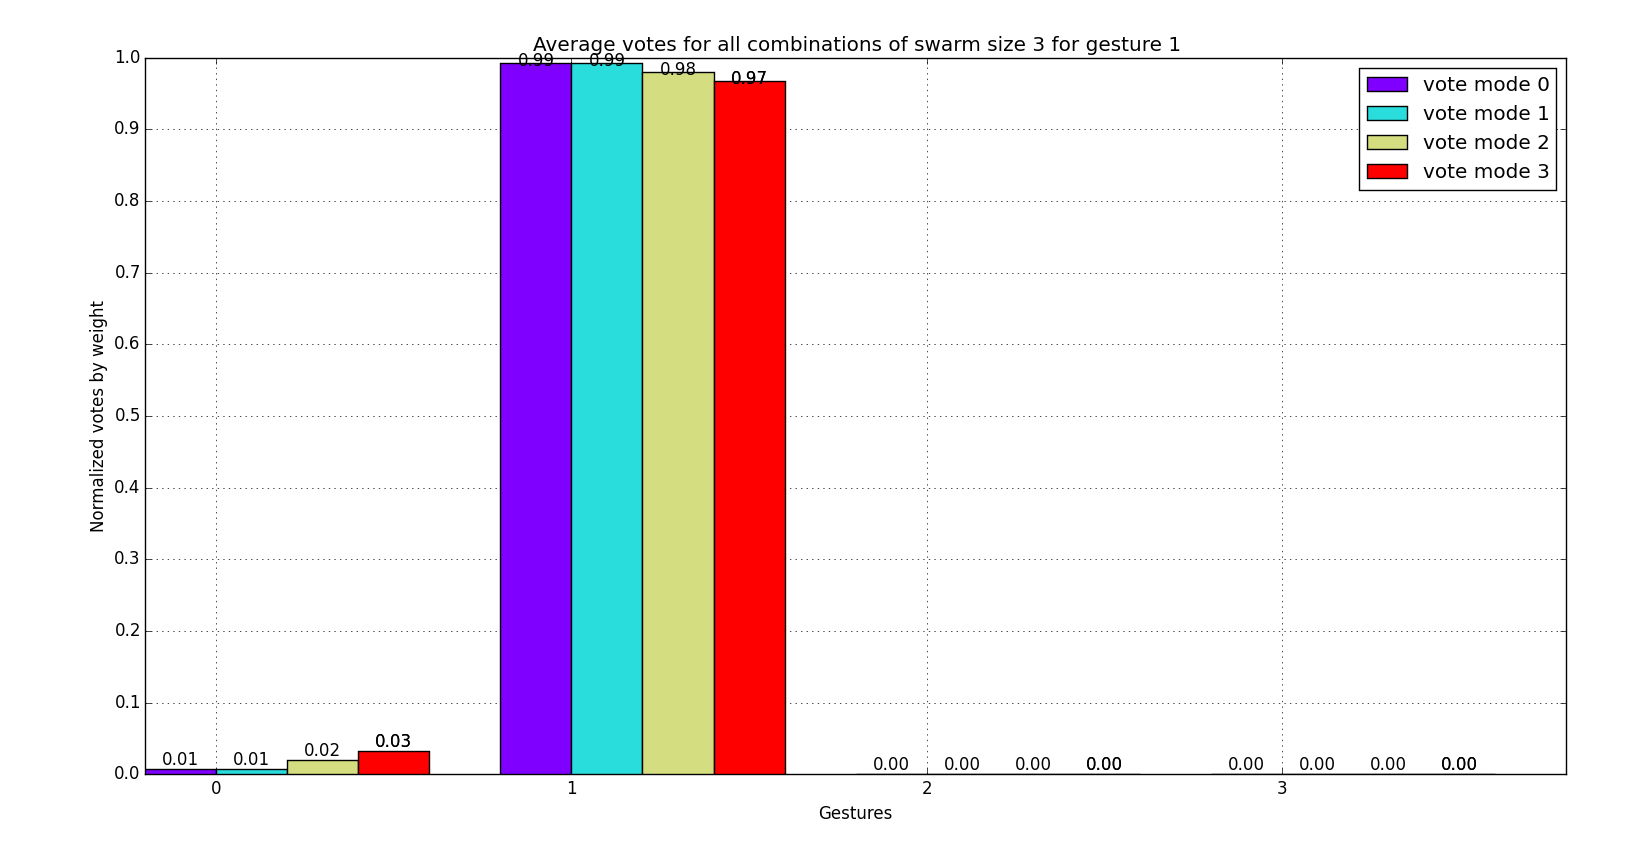 Average votes for all combinations of swarm size 3 for gesture 1
1.0
0.9
0.8
0.7
0.6
0.5
0.4
0.3
0.2
0.1
0.0
Normalized votes by weight
0.99 0.99 0.98 0.97
vote mode 0
vote mode 1
vote mode 2
vote mode 3
0.01 0.01 0.02 0.03
0.00 0.00 0.00 0.00
0.00 0.00 0.00 0.00
0 1 2 3
Gestures